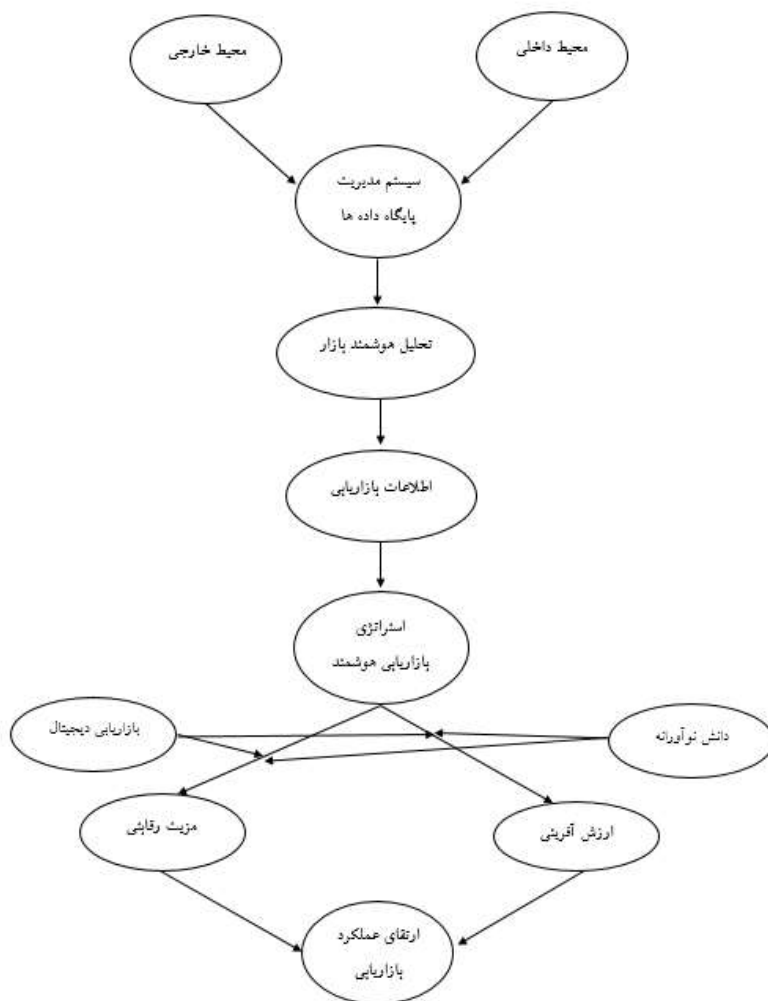 محیط داخلی
محیط خارجی
سیستم مدیریت
پایگاه داده ها
تحلیل هوشمند بازار
اطلاعات بازاریابی
استراتژی
بازاریابی هوشمند
دانش نوآورانه
بازاریابی دیجیتال
ارزش آفرینی
مزیت رقابتی
ارتقای عملکرد
بازاریابی